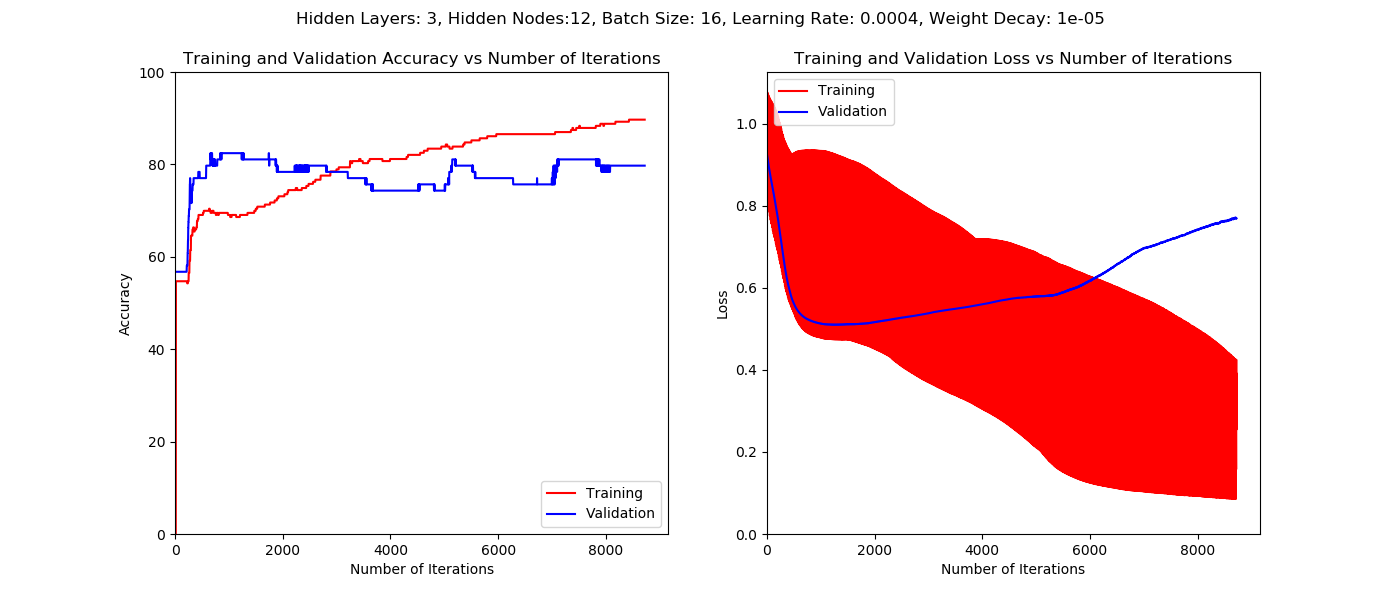 Hidden Layers: 3, Hidden Nodes:12, Batch Size: 16, Learning Rate: 0.0004, Weight Decay: 1e-05
Training and Validation Accuracy vs Number of Iterations
100
80
60
40
20
0
Accuracy
0 2000 4000 6000 8000
Number of Iterations
Training
Validation
Training and Validation Loss vs Number of Iterations
Training
Validation
1.0
0.8
0.6
0.4
0.2
0.0
Loss
0 2000 4000 6000 8000
Number of Iterations